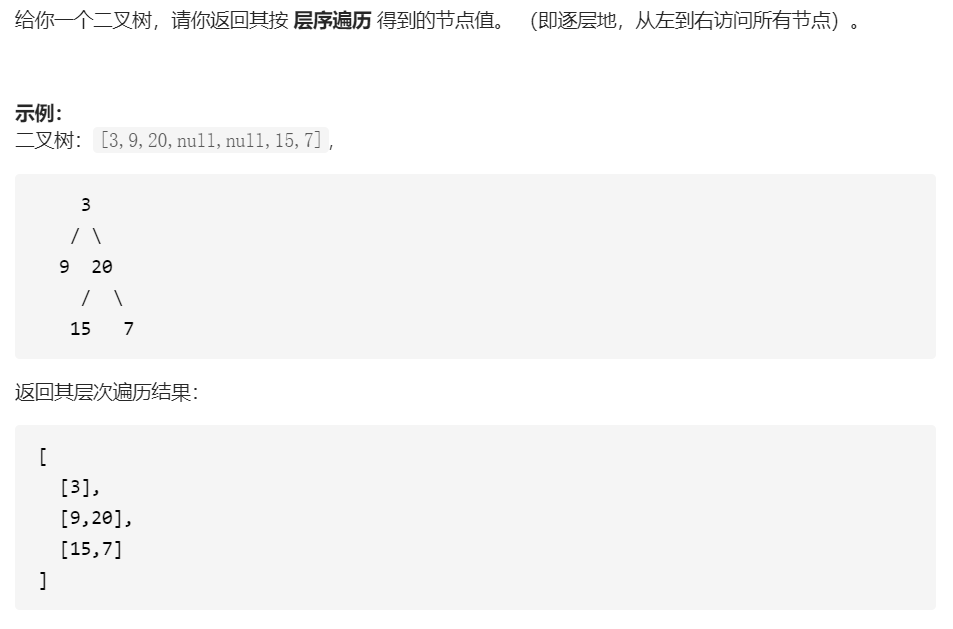 给你一个二叉树，请你返回其按 层序遍历 得到的节点值。 （即逐层地，从左到右访问所有节点）。
示例：
二叉树：[3,9,20,null,null,15,7],
3
/ \
9  20
/  \
15   7
返回其层次遍历结果：
[
[3],
[9,20],
[15,7]
]